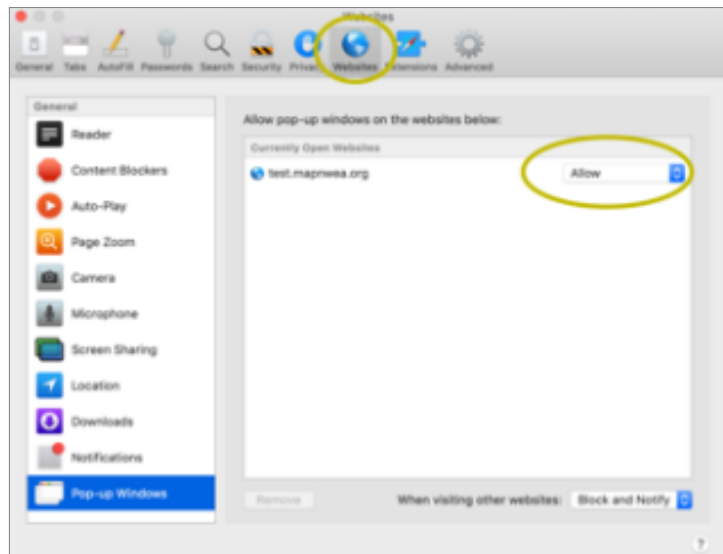 Websites
General Tabs AutoFill Passwords Search Security Privacy Websites Extensions Advanced
General
Reader
Content Blockers
Auto-Play
Page Zoom
Camera
Microphone
Screen Sharing
Location
Downloads
Notifications
Pop-up Windows
Allow pop-up windows on the websites below:
Currently Open Websites
test.mapnwea.org Allow
Remove When visiting other websites: Block and Notify
?